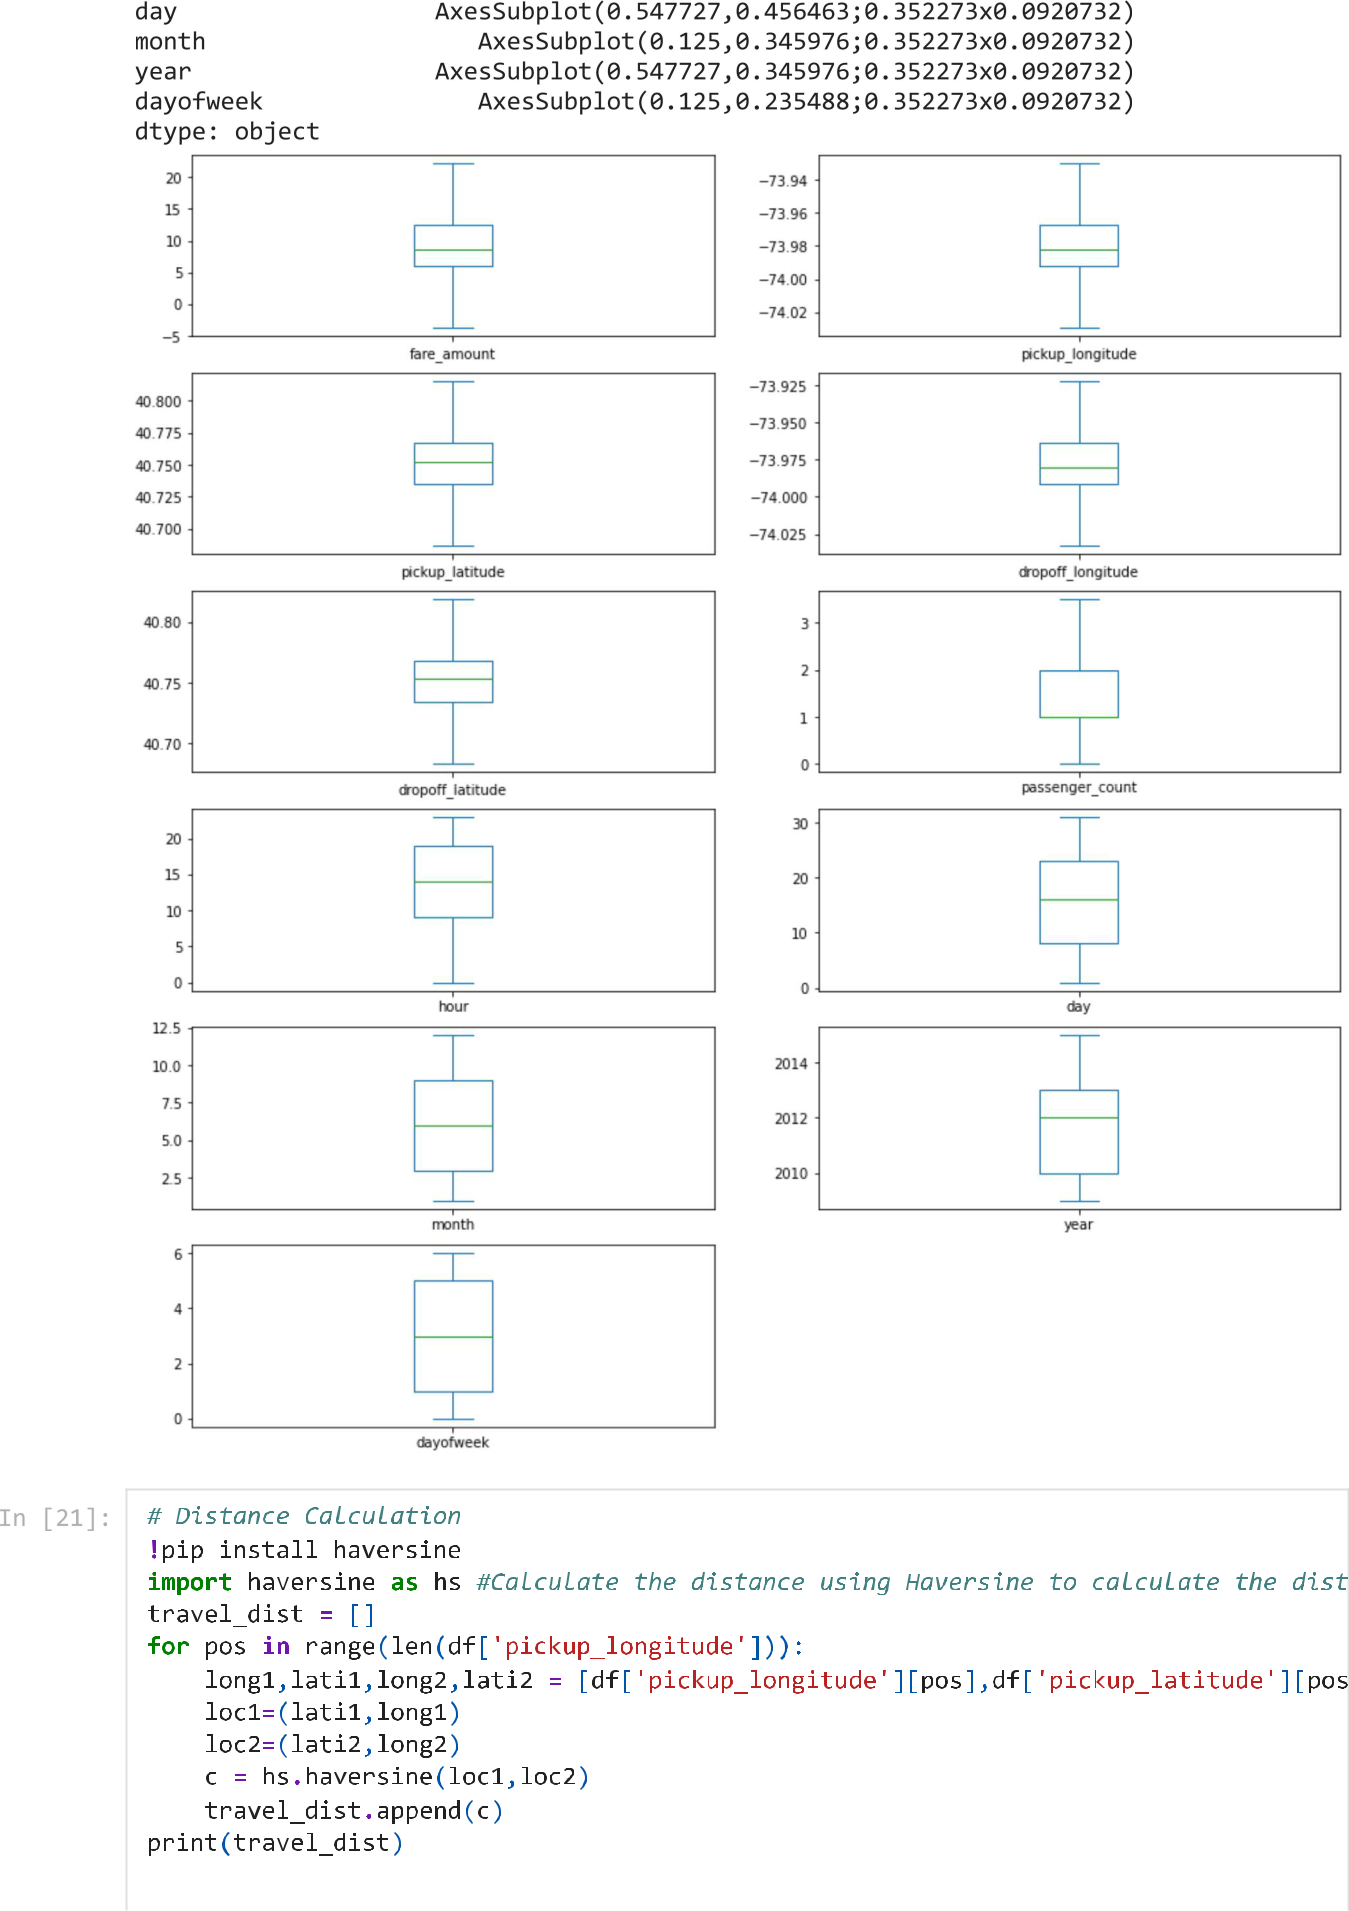 day AxesSubplot(0.547727,0.456463;0.352273x0.0920732)
month AxesSubplot(0.125,0.345976;0.352273x0.0920732)
year AxesSubplot(0.547727,0.345976;0.352273x0.0920732)
dayofweek AxesSubplot(0.125,0.235488;0.352273x0.0920732)
dtype: object
20
15
10
5
0
−5
fare_amount
−73.94
−73.96
−73.98
−74.00
−74.02
pickup_longitude
40.800
40.775
40.750
40.725
40.700
pickup_latitude
−73.925
−73.950
−73.975
−74.000
−74.025
dropoff_longitude
40.80
40.75
40.70
dropoff_latitude
3
2
1
0
passenger_count
20
15
10
5
0
hour
30
20
10
0
day
12.5
10.0
7.5
5.0
2.5
month
2014
2012
2010
year
6
4
2
0
dayofweek
In [21]:
# Distance Calculation
!pip install haversine
import haversine as hs #Calculate the distance using Haversine to calculate the dist
travel_dist = []
for pos in range(len(df['pickup_longitude'])):
    long1,lati1,long2,lati2 = [df['pickup_longitude'][pos],df['pickup_latitude'][pos
    loc1=(lati1,long1)
    loc2=(lati2,long2)
    c = hs.haversine(loc1,loc2)
    travel_dist.append(c)
print(travel_dist)